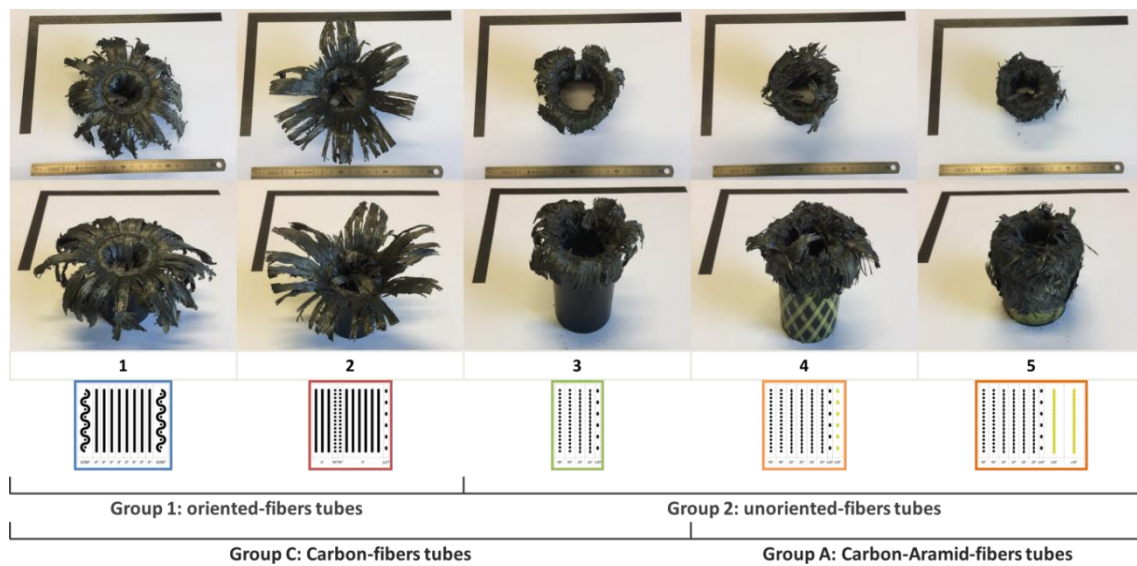 1 2 3 4 5
Group 1: oriented-fibers tubes Group 2: unoriented-fibers tubes
Group C: Carbon-fibers tubes Group A: Carbon-Aramid-fibers tubes